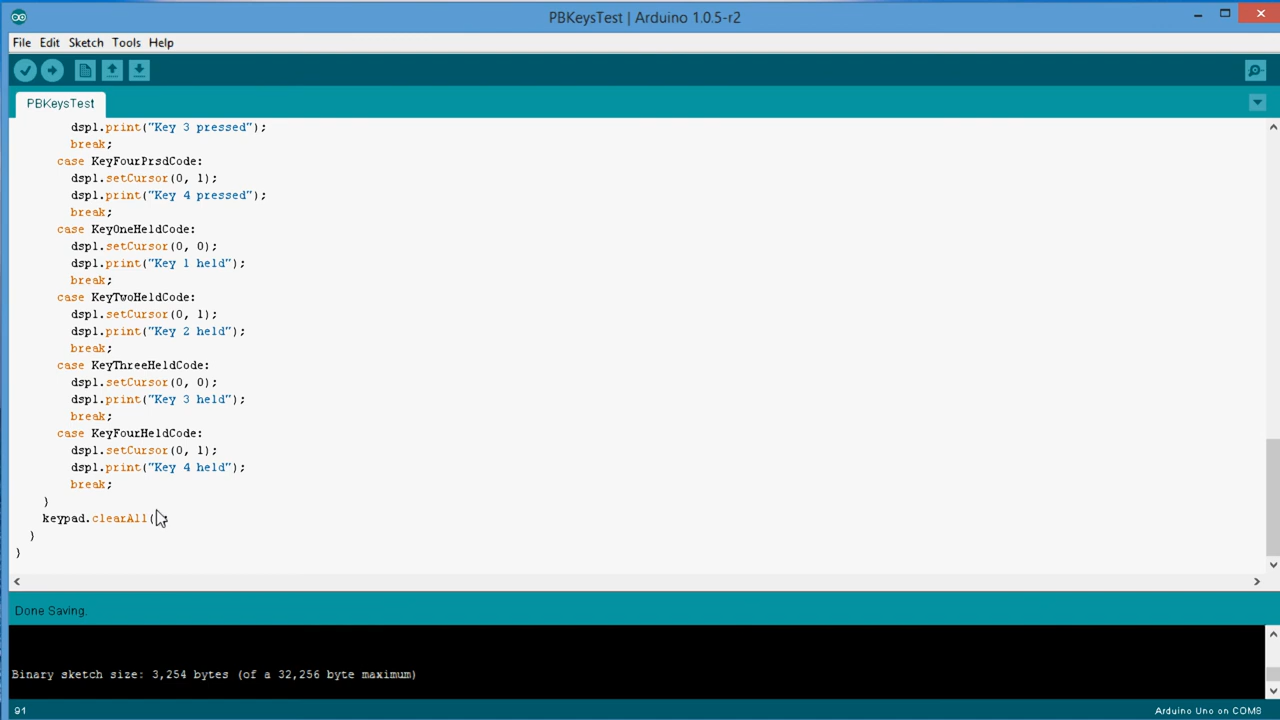 PBKeysTest | Arduino 1.0.5-r2
File Edit Sketch Tools Help
PBKeysTest
dspl.print("Key 3 pressed");
break;
case KeyFourPrsdCode:
dspl.setCursor(0, 1);
dspl.print("Key 4 pressed");
break;
case KeyOneHeldCode:
dspl.setCursor(0, 0);
dspl.print("Key 1 held");
break;
case KeyTwoHeldCode:
dspl.setCursor(0, 1);
dspl.print("Key 2 held");
break;
case KeyThreeHeldCode:
dspl.setCursor(0, 0);
dspl.print("Key 3 held");
break;
case KeyFourHeldCode:
dspl.setCursor(0, 1);
dspl.print("Key 4 held");
break;
}
keypad.clearAll(;
}
}
Done Saving.
Binary sketch size: 3,254 bytes (of a 32,256 byte maximum)
91 Arduino Uno on COM8